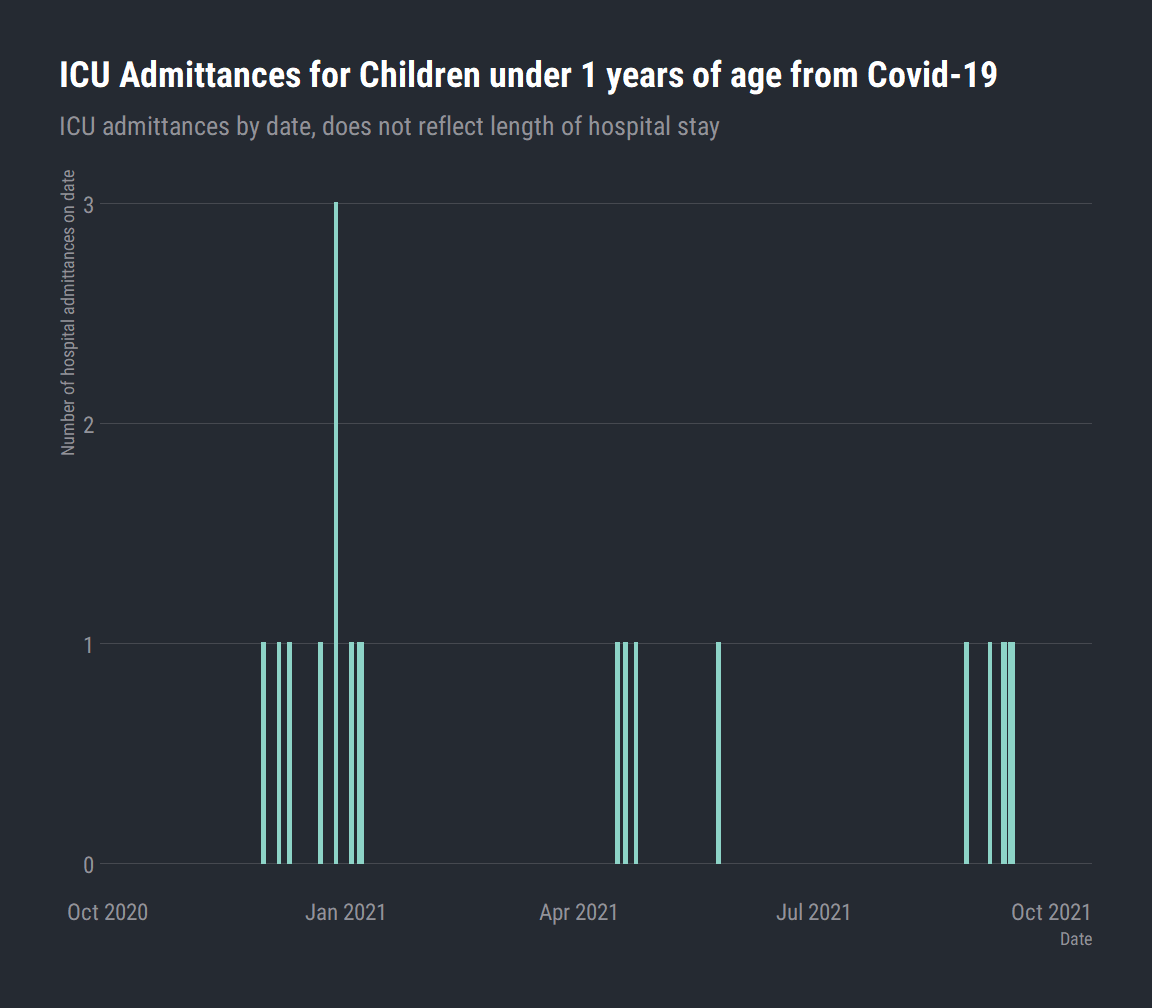 ICU Admittances for Children under 1 years of age from Covid-19
ICU admittances by date, does not reflect length of hospital stay
Number of hospital admittances on date
3
2
1
0
Oct 2020
Jan 2021
Apr 2021
Jul 2021
Oct 2021
Date